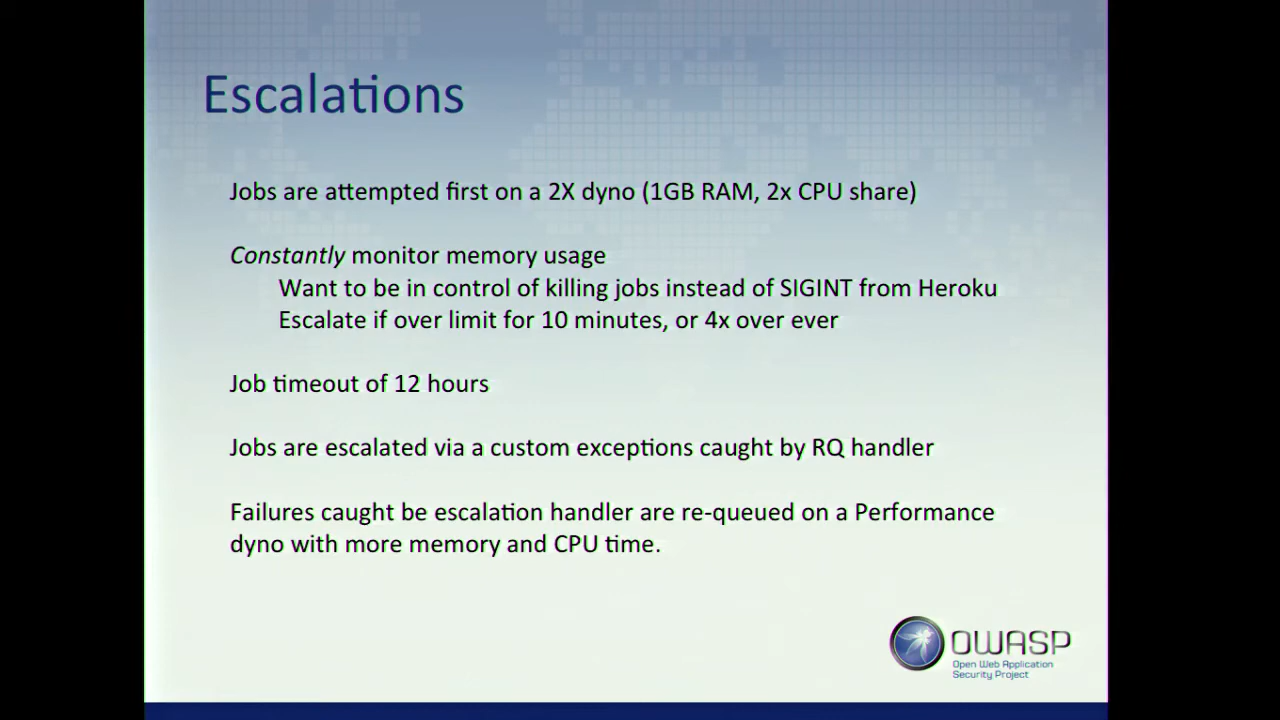 Escalations
Jobs are attempted first on a 2X dyno (1GB RAM, 2x CPU share)
Constantly monitor memory usage
Want to be in control of killing jobs instead of SIGINT from Heroku
Escalate if over limit for 10 minutes, or 4x over ever
Job timeout of 12 hours
Jobs are escalated via a custom exceptions caught by RQ handler
Failures caught be escalation handler are re-queued on a Performance
dyno with more memory and CPU time.
OWASP
Open Web Application
Security Project